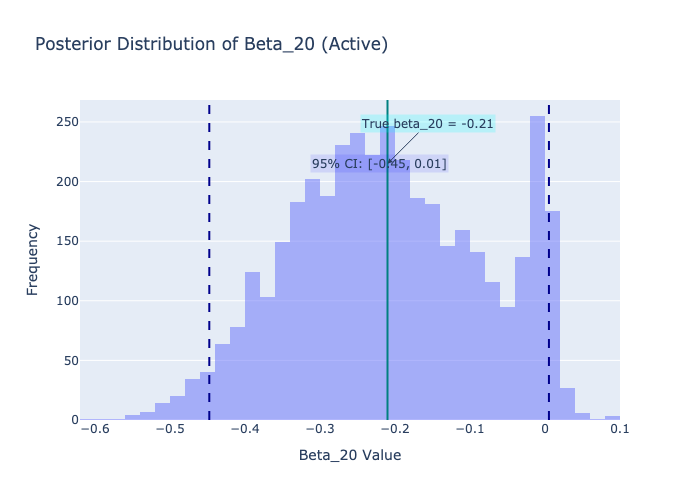 Posterior Distribution of Beta_20 (Active)
250
200
150
100
50
0
Frequency
True beta_20 = -0.21
95% CI: [-0.45, 0.01]
−0.6
−0.5
−0.4
−0.3
−0.2
−0.1
0
0.1
Beta_20 Value